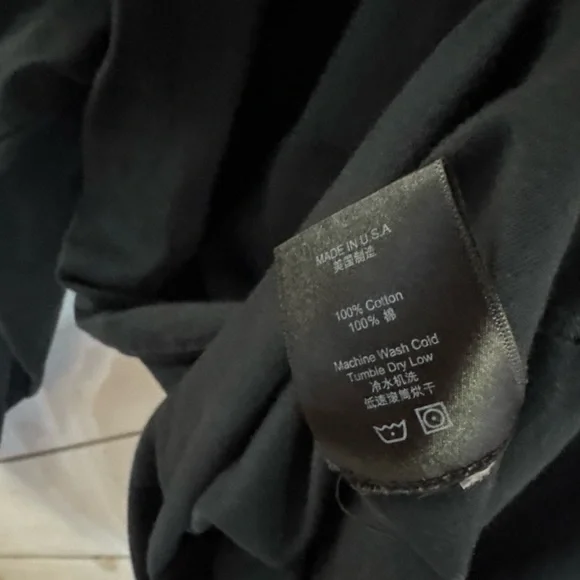 MADE IN U.S.A
美国制造
100% Cotton
100% 棉
Machine Wash Cold
Tumble Dry Low
冷水机洗
低速滚筒烘干